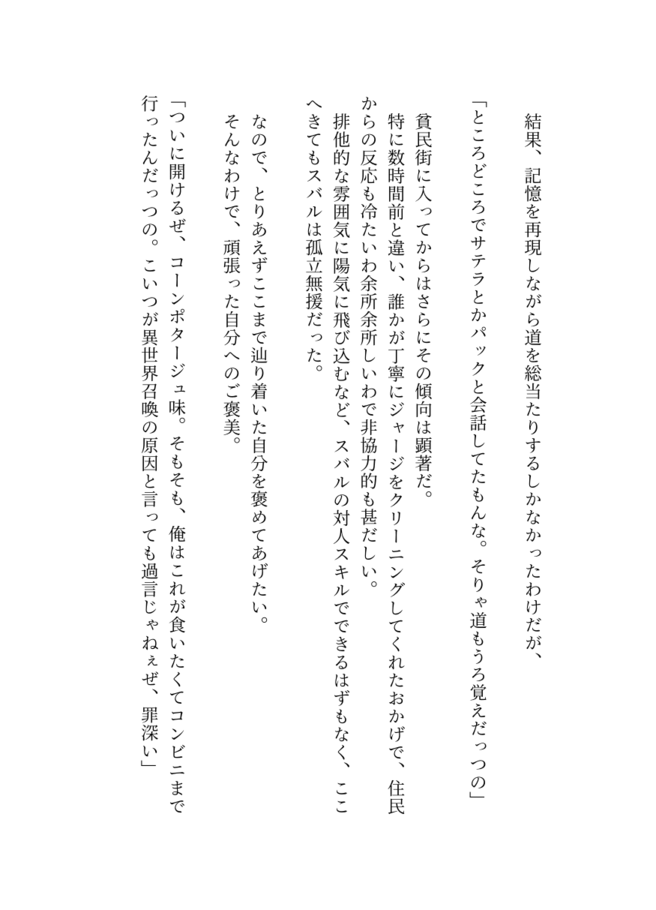 結果、記憶を再現しながら道を総当たりするしかなかったわけだが、
「ところどころでサテラとかパックと会話してたもんな。そりゃ道もうろ覚えだっつの」
貧民街に入ってからはさらにその傾向は顕著だ。
特に数時間前と違い、誰かが丁寧にジャージをクリーニングしてくれたおかげで、住民
からの反応も冷たいわ余所余所しいわで非協力的も甚だしい。
排他的な雰囲気に陽気に飛び込むなど、スバルの対人スキルでできるはずもなく、ここ
へきてもスバルは孤立無援だった。
なので、とりあえずここまで辿り着いた自分を褒めてあげたい。
そんなわけで、頑張った自分へのご褒美。
「ついに開けるぜ、コーンポタージュ味。そもそも、俺はこれが食いたくてコンビニまで
行ったんだっつの。こいつが異世界召喚の原因と言っても過言じゃねぇぜ、罪深い」